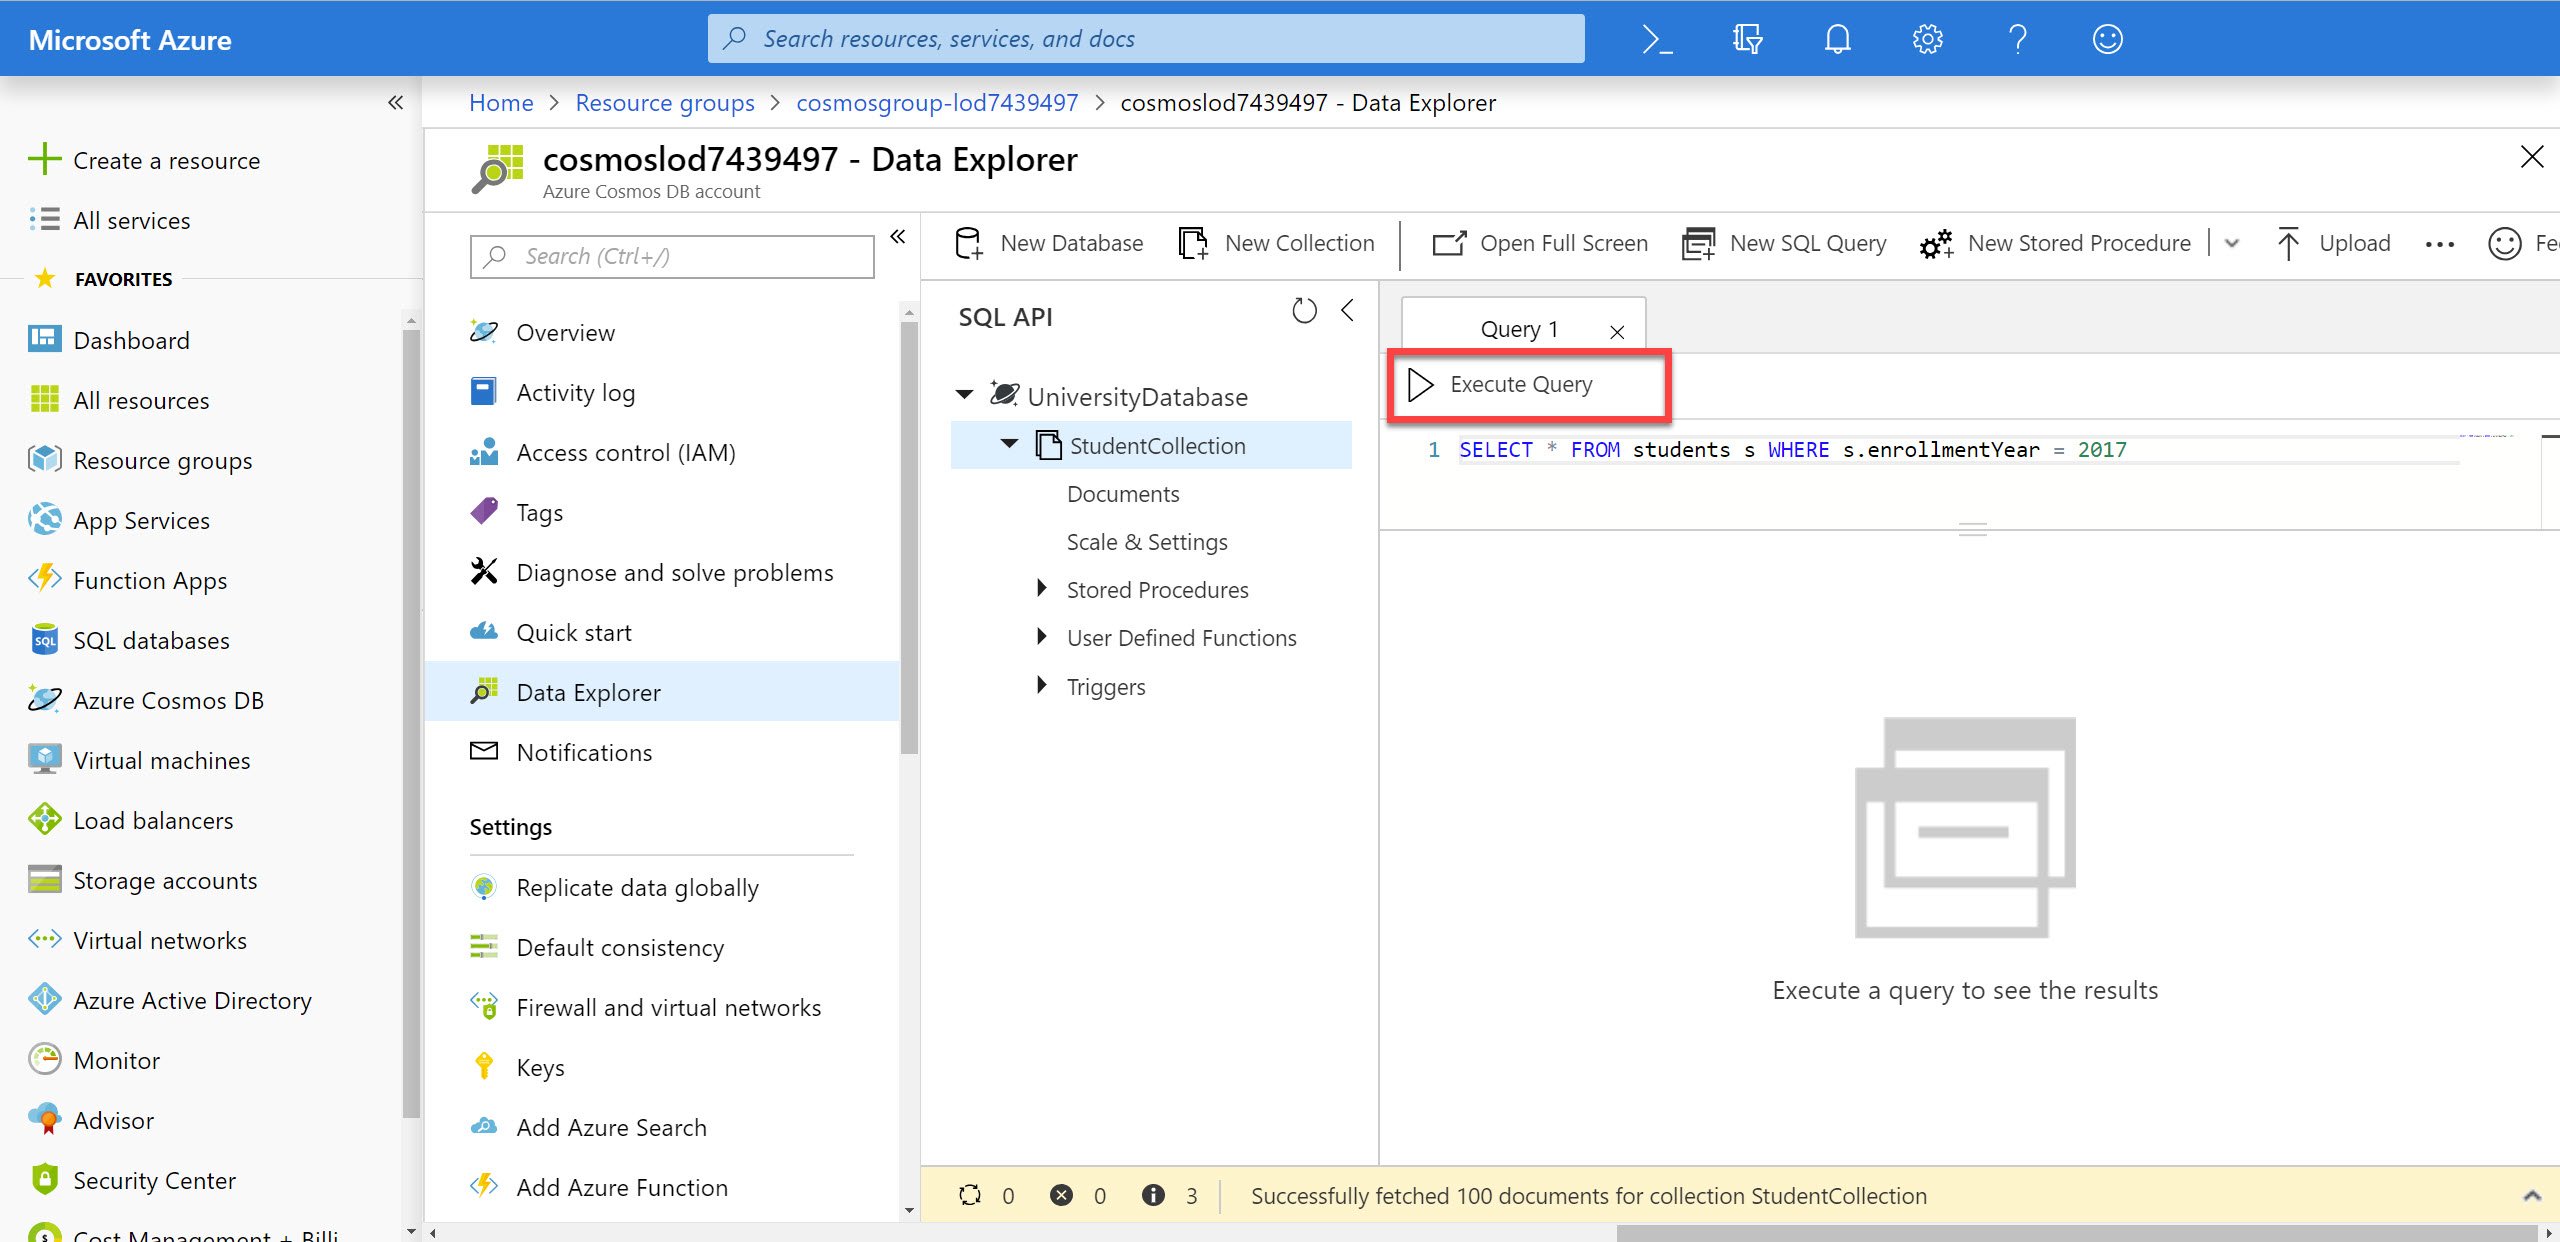 Microsoft Azure
Search resources, services, and docs
Home > Resource groups > cosmosgroup-lod7439497 > cosmoslod7439497 - Data Explorer
Create a resource
All services
FAVORITES
Dashboard
All resources
Resource groups
App Services
Function Apps
SQL databases
Azure Cosmos DB
Virtual machines
Load balancers
Storage accounts
Virtual networks
Azure Active Directory
Monitor
Advisor
Security Center
Cost Management + Billi
cosmoslod7439497 - Data Explorer
Azure Cosmos DB account
Search (Ctrl+/)
Overview
Activity log
Access control (IAM)
Tags
Diagnose and solve problems
Quick start
Data Explorer
Notifications
Settings
Replicate data globally
Default consistency
Firewall and virtual networks
Keys
Add Azure Search
Add Azure Function
New Database New Collection Open Full Screen New SQL Query New Stored Procedure Upload Fe
SQL API
UniversityDatabase
StudentCollection
Documents
Scale & Settings
Stored Procedures
User Defined Functions
Triggers
Query 1
Execute Query
1 SELECT * FROM students s WHERE s.enrollmentYear = 2017
Execute a query to see the results
0 0 3 Successfully fetched 100 documents for collection StudentCollection